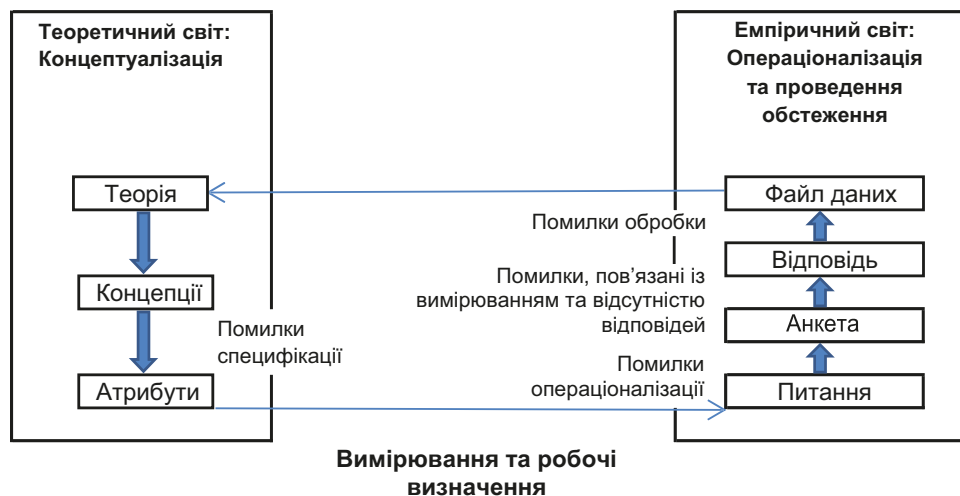 Теоретичний світ:
Концептуалізація
Теорія
Концепції
Атрибути
Помилки
специфікації
Емпіричний світ:
Операціоналізація
та проведення
обстеження
Файл даних
Помилки обробки
Відповідь
Помилки, пов’язані із
вимірюванням та відсутністю
відповідей
Анкета
Помилки
операціоналізації
Питання
Вимірювання та робочі
визначення